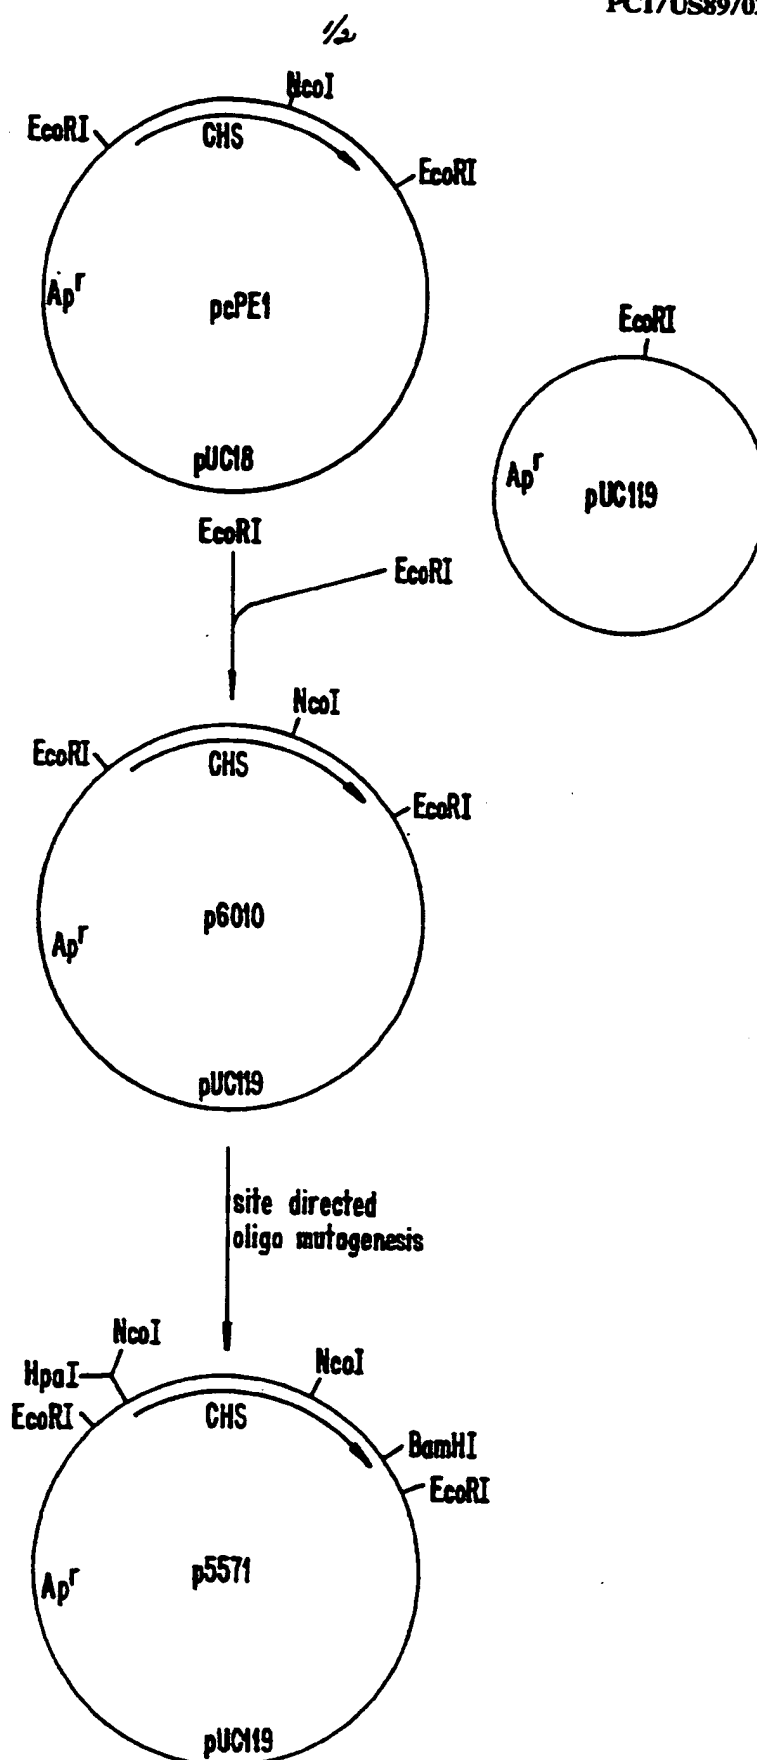 PCT/US89/0
1/2
NcoI
EcoRI
CHS
EcoRI
Apr
pcPE1
pUC18
EcoRI
Apr
pUC119
EcoRI
EcoRI
NcoI
EcoRI
CHS
EcoRI
p6010
Apr
pUC119
site directed
oligo mutagenesis
NcoI
HpaI
NcoI
EcoRI
CHS
BamHI
EcoRI
p5571
Apr
pUC119